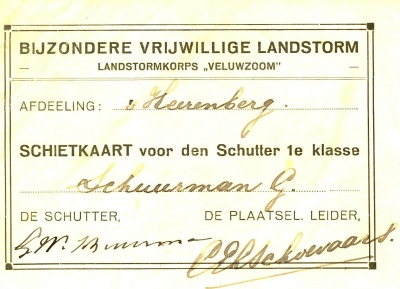 BIJZONDERE VRIJWILLIGE LANDSTORM
LANDSTORMKORPS „VELUWZOOM”
AFDEELING: 's Heerenberg.
SCHIETKAART voor den Schutter 1e klasse
Schuurman G.
DE SCHUTTER, DE PLAATSEL. LEIDER,